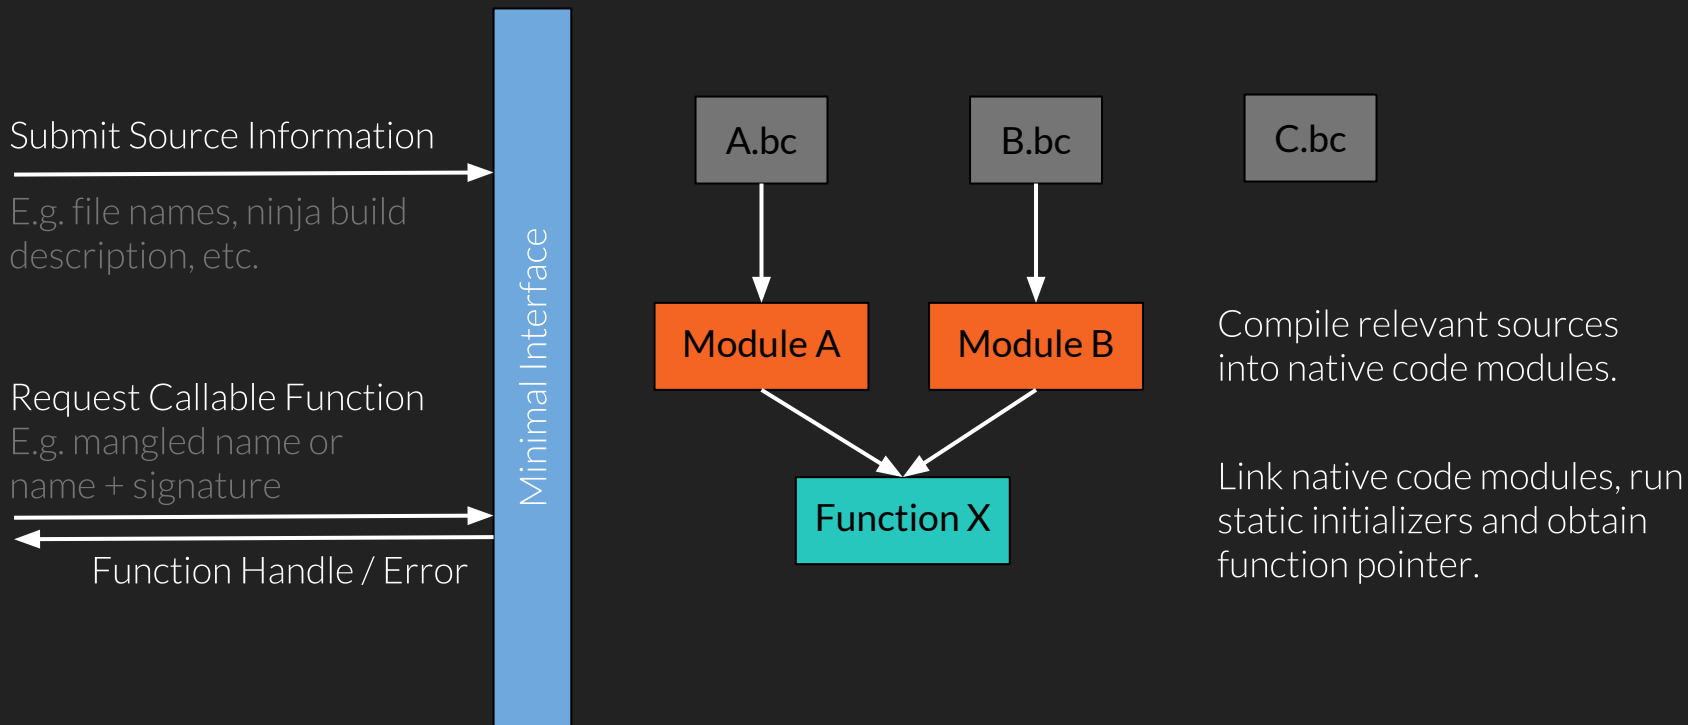 Submit Source Information
E.g. file names, ninja build
description, etc.
Request Callable Function
E.g. mangled name or
name + signature
Function Handle / Error
Minimal Interface
A.bc
B.bc
C.bc
Module A
Module B
Function X
Compile relevant sources
into native code modules.
Link native code modules, run
static initializers and obtain
function pointer.